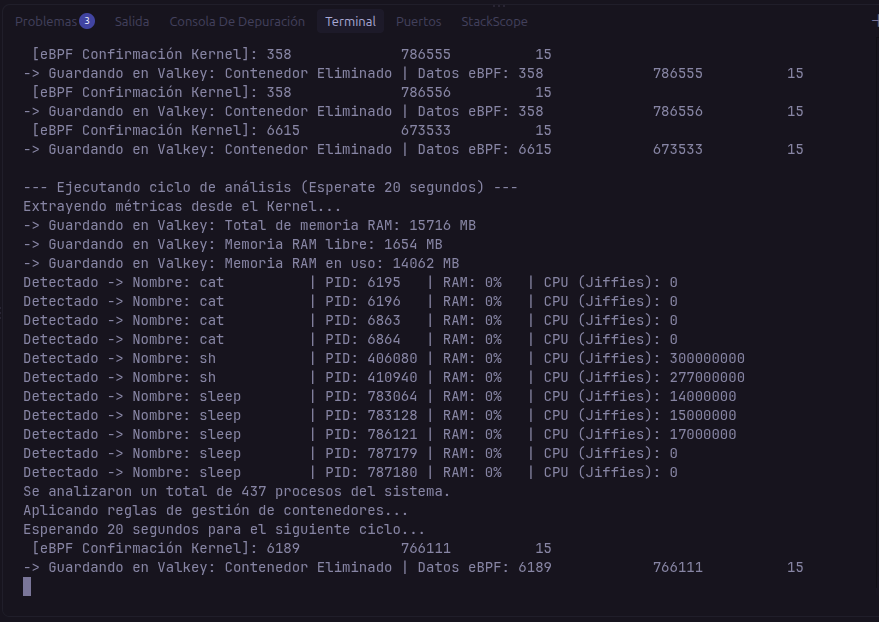 Problemas 3 Salida Consola De Depuración Terminal Puertos StackScope
[eBPF Confirmación Kernel]: 358 786555 15
-> Guardando en Valkey: Contenedor Eliminado | Datos eBPF: 358 786555 15
[eBPF Confirmación Kernel]: 358 786556 15
-> Guardando en Valkey: Contenedor Eliminado | Datos eBPF: 358 786556 15
[eBPF Confirmación Kernel]: 6615 673533 15
-> Guardando en Valkey: Contenedor Eliminado | Datos eBPF: 6615 673533 15
--- Ejecutando ciclo de análisis (Esperate 20 segundos) ---
Extrayendo métricas desde el Kernel...
-> Guardando en Valkey: Total de memoria RAM: 15716 MB
-> Guardando en Valkey: Memoria RAM libre: 1654 MB
-> Guardando en Valkey: Memoria RAM en uso: 14062 MB
Detectado -> Nombre: cat | PID: 6195 | RAM: 0% | CPU (Jiffies): 0
Detectado -> Nombre: cat | PID: 6196 | RAM: 0% | CPU (Jiffies): 0
Detectado -> Nombre: cat | PID: 6863 | RAM: 0% | CPU (Jiffies): 0
Detectado -> Nombre: cat | PID: 6864 | RAM: 0% | CPU (Jiffies): 0
Detectado -> Nombre: sh | PID: 406080 | RAM: 0% | CPU (Jiffies): 300000000
Detectado -> Nombre: sh | PID: 410940 | RAM: 0% | CPU (Jiffies): 277000000
Detectado -> Nombre: sleep | PID: 783064 | RAM: 0% | CPU (Jiffies): 14000000
Detectado -> Nombre: sleep | PID: 783128 | RAM: 0% | CPU (Jiffies): 15000000
Detectado -> Nombre: sleep | PID: 786121 | RAM: 0% | CPU (Jiffies): 17000000
Detectado -> Nombre: sleep | PID: 787179 | RAM: 0% | CPU (Jiffies): 0
Detectado -> Nombre: sleep | PID: 787180 | RAM: 0% | CPU (Jiffies): 0
Se analizaron un total de 437 procesos del sistema.
Aplicando reglas de gestión de contenedores...
Esperando 20 segundos para el siguiente ciclo...
[eBPF Confirmación Kernel]: 6189 766111 15
-> Guardando en Valkey: Contenedor Eliminado | Datos eBPF: 6189 766111 15